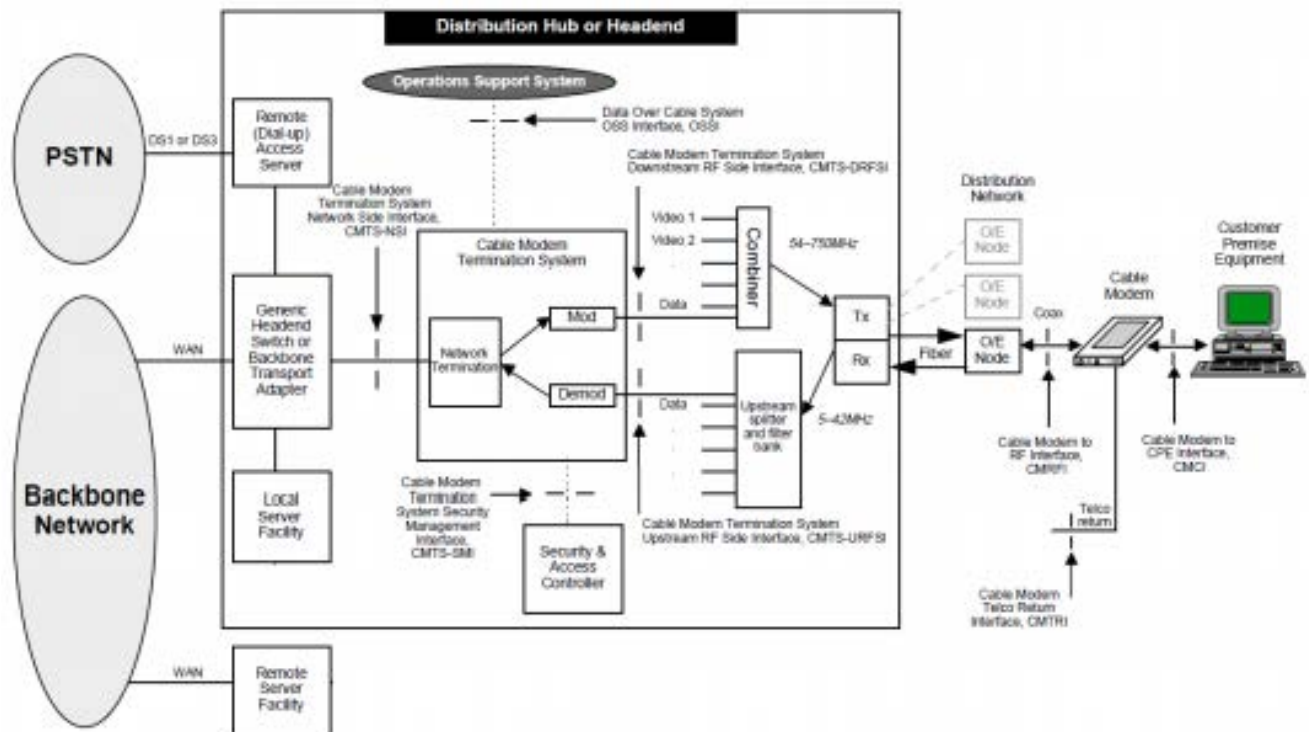 Distribution Hub or Headend
Operations Support System
Data Over Cable System
OSS Interface, OSSI
PSTN
DS1 or DS3
Remote
(Dial-up)
Access
Server
Cable Modem
Termination System
Network Side Interface,
CMTS-NSI
Cable Modem Termination System
Downstream RF Side Interface, CMTS-DRFSI
Cable Modem
Termination System
Video 1
Video 2
Data
Combiner
54–750MHz
Distribution
Network
O/E
Node
O/E
Node
O/E
Node
Customer
Premise
Equipment
Cable
Modem
Coax
Tx
Rx
Fiber
Mod
Network
Termination
Demod
Generic
Headend
Switch or
Backbone
Transport
Adapter
WAN
Backbone
Network
Data
Upstream
splitter
and filter
bank
5–42MHz
Cable Modem to
RF Interface,
CMRFI
Cable Modem to
CPE Interface,
CMCI
Local
Server
Facility
Cable Modem
Termination
System Security
Management
Interface,
CMTS-SMI
Cable Modem Termination System
Upstream RF Side Interface, CMTS-URFSI
Security &
Access
Controller
Telco
return
Cable Modem
Telco Return
Interface, CMTRI
WAN
Remote
Server
Facility